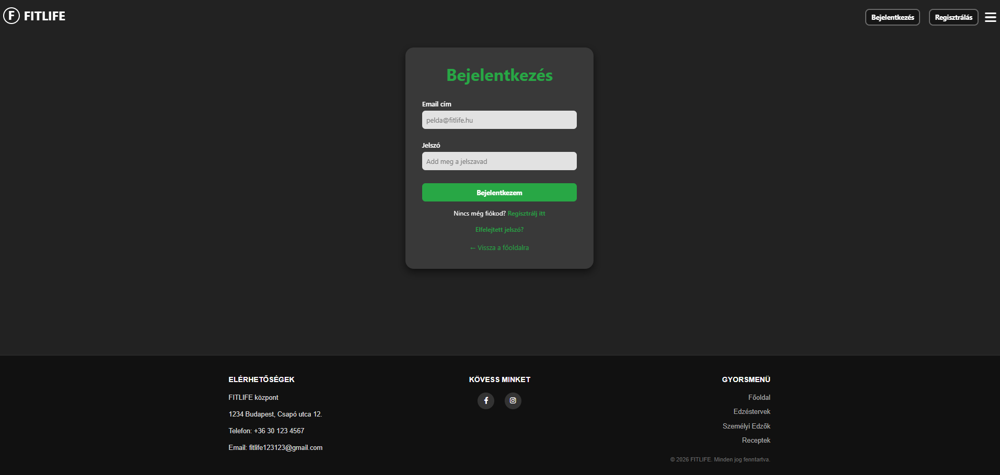 F FITLIFE
Bejelentkezés
Regisztrálás
Bejelentkezés
Email cím
pelda@fitlife.hu
Jelszó
Add meg a jelszavad
Bejelentkezem
Nincs még fiókod? Regisztrálj itt
Elfelejtett jelszó?
← Vissza a főoldalra
ELÉRHETŐSÉGEK
FITLIFE központ
1234 Budapest, Csapó utca 12.
Telefon: +36 30 123 4567
Email: fitlife123123@gmail.com
KÖVESS MINKET
GYORSMENÜ
Főoldal
Edzéstervek
Személyi Edzők
Receptek
© 2026 FITLIFE. Minden jog fenntartva.